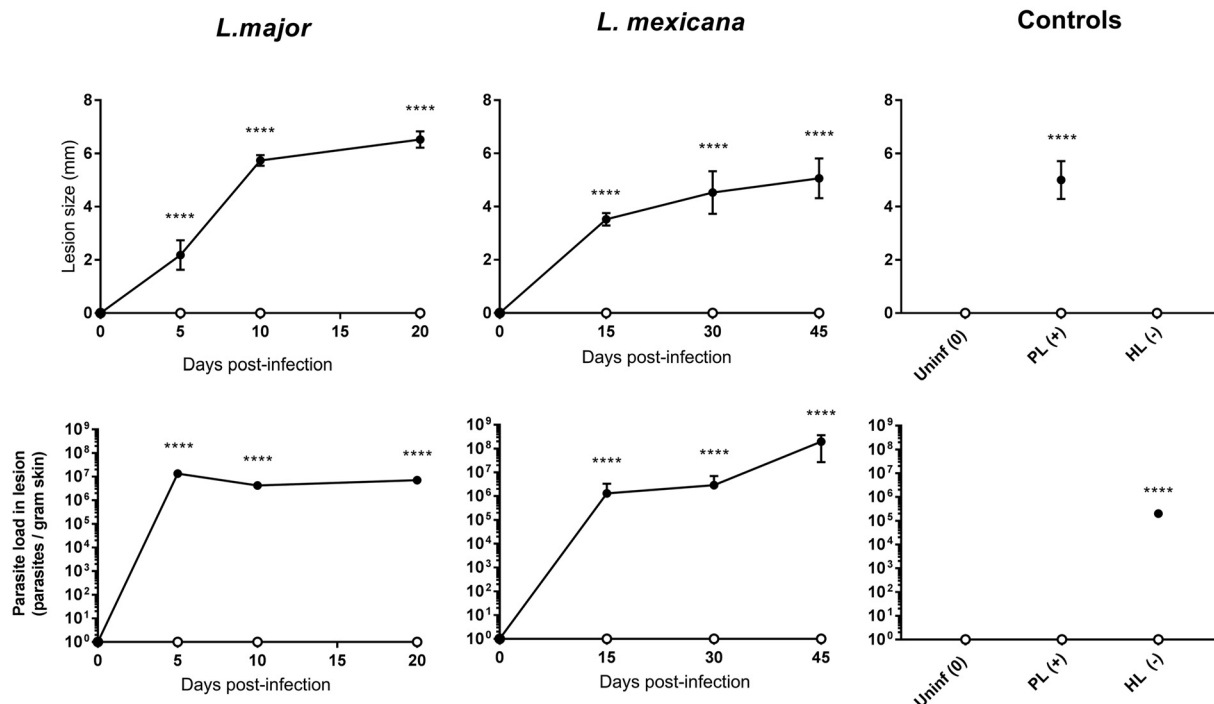 L.major
L. mexicana
Controls
Lesion size (mm)
8
6
4
2
0
****
****
****
0 5 10 15 20
Days post-infection
8
6
4
2
0
****
****
****
0 15 30 45
Days post-infection
8
6
4
2
0
****
Uninf (0)
PL (+)
HL (-)
Parasite load in lesion
(parasites / gram skin)
10⁹
10⁸
10⁷
10⁶
10⁵
10⁴
10³
10²
10¹
10⁰
****
****
****
0 5 10 15 20
Days post-infection
10⁹
10⁸
10⁷
10⁶
10⁵
10⁴
10³
10²
10¹
10⁰
****
****
****
0 15 30 45
Days post-infection
10⁹
10⁸
10⁷
10⁶
10⁵
10⁴
10³
10²
10¹
10⁰
****
Uninf (0)
PL (+)
HL (-)